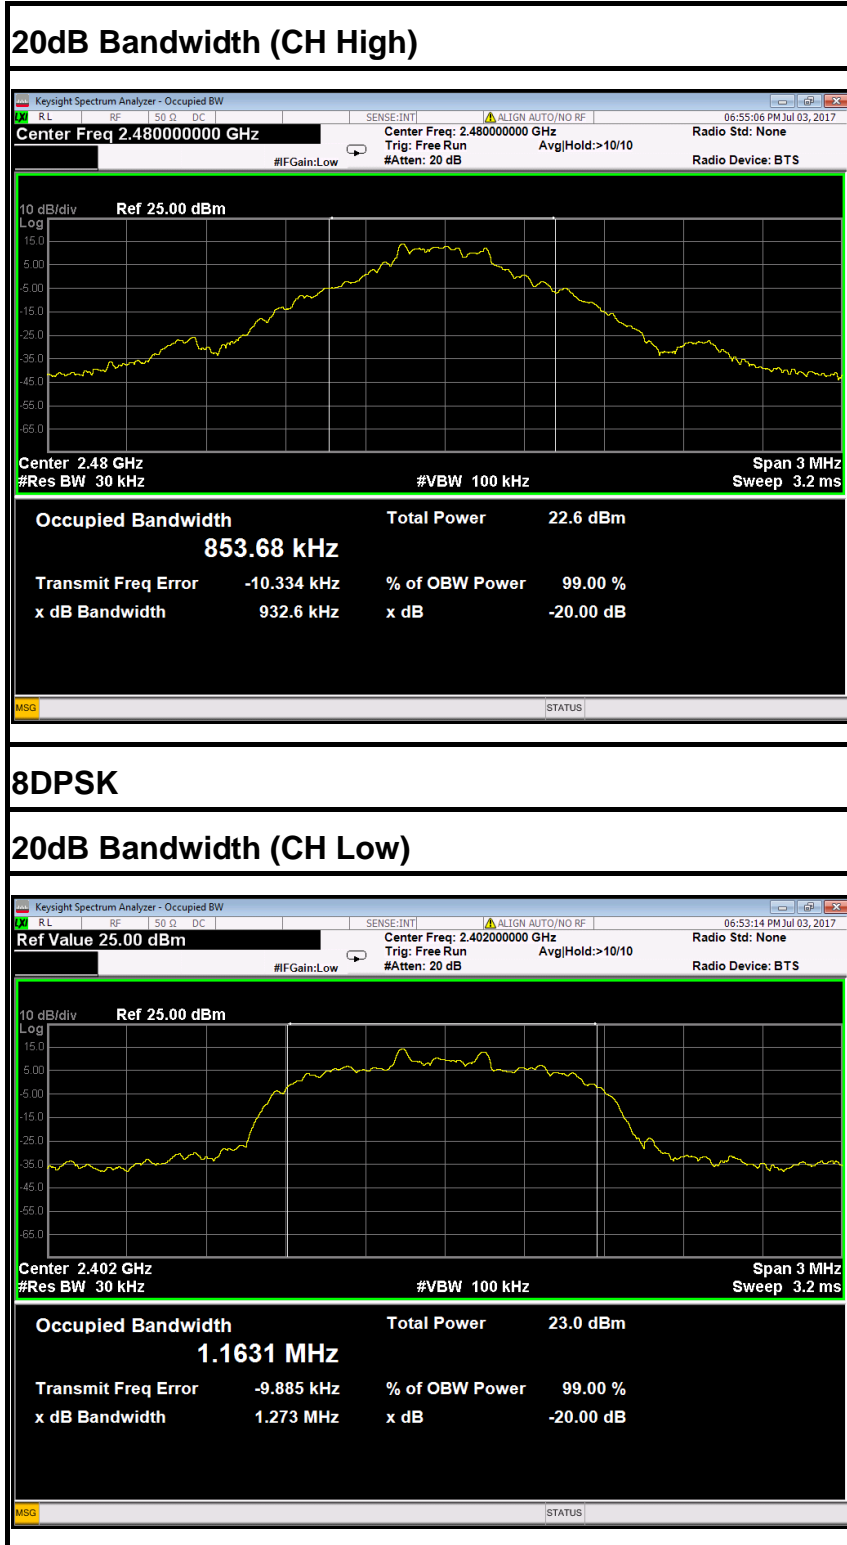 20dB Bandwidth (CH High)
Keysight Spectrum Analyzer - Occupied BW
LXI RL RF 50 Ω DC SENSE:INT ALIGN AUTO/NO RF 06:55:06 PM Jul 03, 2017
Center Freq 2.480000000 GHz Center Freq: 2.480000000 GHz Radio Std: None
Trig: Free Run Avg|Hold:>10/10
#IFGain:Low #Atten: 20 dB Radio Device: BTS
10 dB/div Ref 25.00 dBm
Log
15.0
5.00
-5.00
-15.0
-25.0
-35.0
-45.0
-55.0
-65.0
Center 2.48 GHz Span 3 MHz
#Res BW 30 kHz #VBW 100 kHz Sweep 3.2 ms
Occupied Bandwidth Total Power 22.6 dBm
853.68 kHz
Transmit Freq Error -10.334 kHz % of OBW Power 99.00 %
x dB Bandwidth 932.6 kHz x dB -20.00 dB
MSG STATUS
8DPSK
20dB Bandwidth (CH Low)
Keysight Spectrum Analyzer - Occupied BW
LXI RL RF 50 Ω DC SENSE:INT ALIGN AUTO/NO RF 06:53:14 PM Jul 03, 2017
Ref Value 25.00 dBm Center Freq: 2.402000000 GHz Radio Std: None
Trig: Free Run Avg|Hold:>10/10
#IFGain:Low #Atten: 20 dB Radio Device: BTS
10 dB/div Ref 25.00 dBm
Log
15.0
5.00
-5.00
-15.0
-25.0
-35.0
-45.0
-55.0
-65.0
Center 2.402 GHz Span 3 MHz
#Res BW 30 kHz #VBW 100 kHz Sweep 3.2 ms
Occupied Bandwidth Total Power 23.0 dBm
1.1631 MHz
Transmit Freq Error -9.885 kHz % of OBW Power 99.00 %
x dB Bandwidth 1.273 MHz x dB -20.00 dB
MSG STATUS